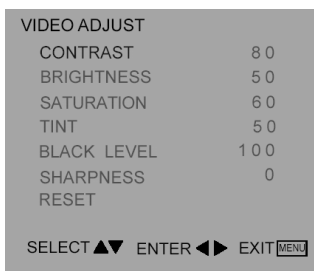 VIDEO ADJUST
CONTRAST 80
BRIGHTNESS 50
SATURATION 60
TINT 50
BLACK LEVEL 100
SHARPNESS 0
RESET
SELECT▲▼ ENTER◀▶ EXIT MENU